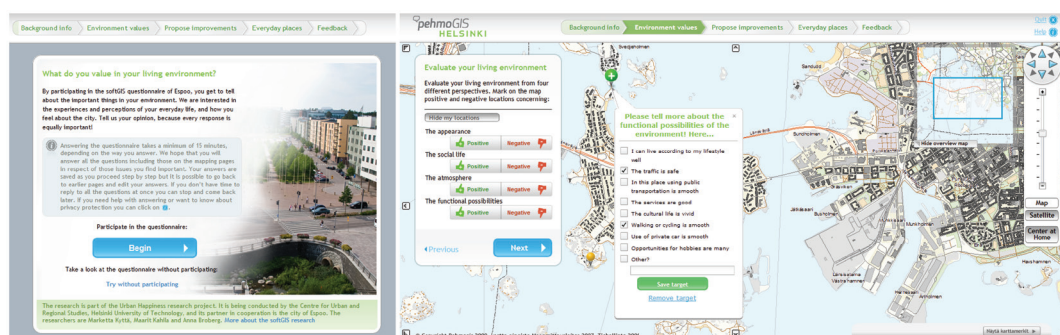 Background info
Environment values
Propose improvements
Everyday places
Feedback
What do you value in your living environment?
By participating in the softGIS questionnaire of Espoo, you get to tell
about the important things in your environment. We are interested in
the experiences and perceptions of your everyday life, and how you
feel about the city. Tell us your opinion, because every response is
equally important!
Answering the questionnaire takes a minimum of 15 minutes,
depending on the way you answer. We hope that you will
answer all the questions including those on the mapping pages
in respect of those issues you find important. Your answers are
saved as you proceed step by step but it is possible to go back
to earlier pages and edit your answers. If you don't have time to
reply to all the questions at once you can stop and come back
later. If you need help with answering or want to know about
privacy protection you can click on
Participate in the questionnaire:
Begin
Take a look at the questionnaire without participating:
Try without participating
The research is part of the Urban Happiness research project. It is being conducted by the Centre for Urban and
Regional Studies, Helsinki University of Technology, and its partner in cooperation is the city of Espoo. The
researchers are Marketta Kyttä, Maarit Kahila and Anna Broberg. More about the softGIS research
pehmoGIS
HELSINKI
Background info
Environment values
Propose improvements
Everyday places
Feedback
Quit
Help
Evaluate your living environment
Evaluate your living environment from four
different perspectives. Mark on the map
positive and negative locations concerning:
Hide my locations
The appearance
Positive Negative
The social life
Positive Negative
The atmosphere
Positive Negative
The functional possibilities
Positive Negative
Previous
Next
Please tell more about the
functional possibilities of the
environment! Here...
I can live according to my lifestyle
well
The traffic is safe
In this place using public
transportation is smooth
The services are good
The cultural life is vivid
Walking or cycling is smooth
Use of private car is smooth
Opportunities for hobbies are many
Other?
Save target
Remove target
Sveijaholmen
Sandudd
Busholmen
Gräsviken
Munkholmen
Ärtholmen
Hide overview map
Map
Satellite
Center at
Home
Näytä karttamerkit